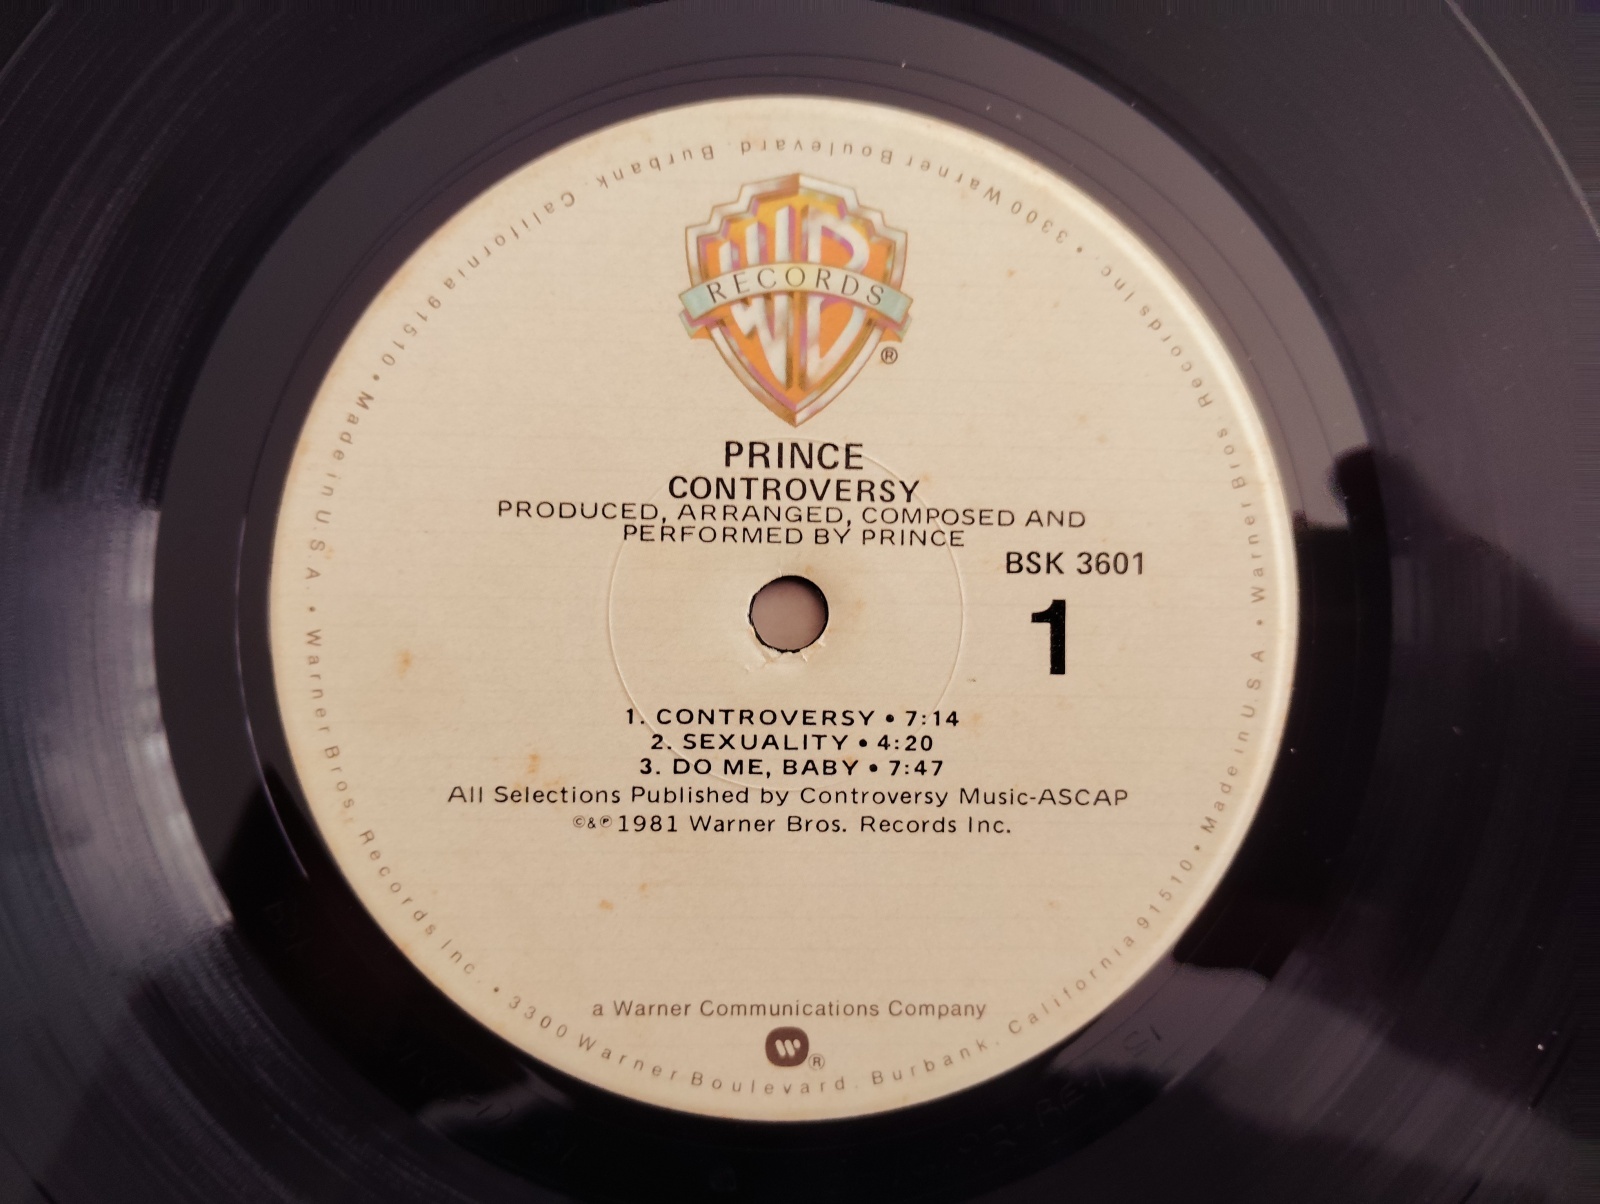 WB
RECORDS
®
PRINCE
CONTROVERSY
PRODUCED, ARRANGED, COMPOSED AND
PERFORMED BY PRINCE
BSK 3601
1
1. CONTROVERSY • 7:14
2. SEXUALITY • 4:20
3. DO ME, BABY • 7:47
All Selections Published by Controversy Music-ASCAP
©&℗ 1981 Warner Bros. Records Inc.
a Warner Communications Company
®
Warner Bros. Records Inc. • 3300 Warner Boulevard. Burbank. California 91510 • Made in U.S.A. • Warner Bros. Records Inc. • 3300 Warner Boulevard. Burbank. California 91510 • Made in U.S.A. •